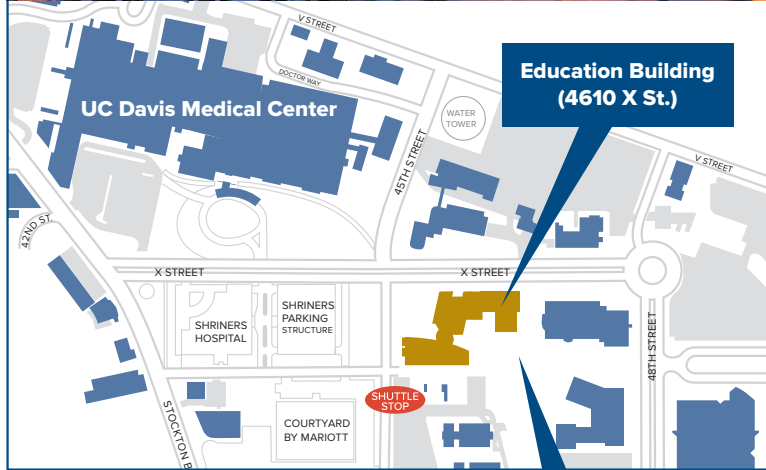 V STREET
DOCTOR WAY
UC Davis Medical Center
Education Building
(4610 X St.)
WATER
TOWER
45TH STREET
V STREET
42ND ST.
X STREET
X STREET
SHRINERS
HOSPITAL
SHRINERS
PARKING
STRUCTURE
48TH STREET
SHUTTLE
STOP
COURTYARD
BY MARIOTT
STOCKTON B